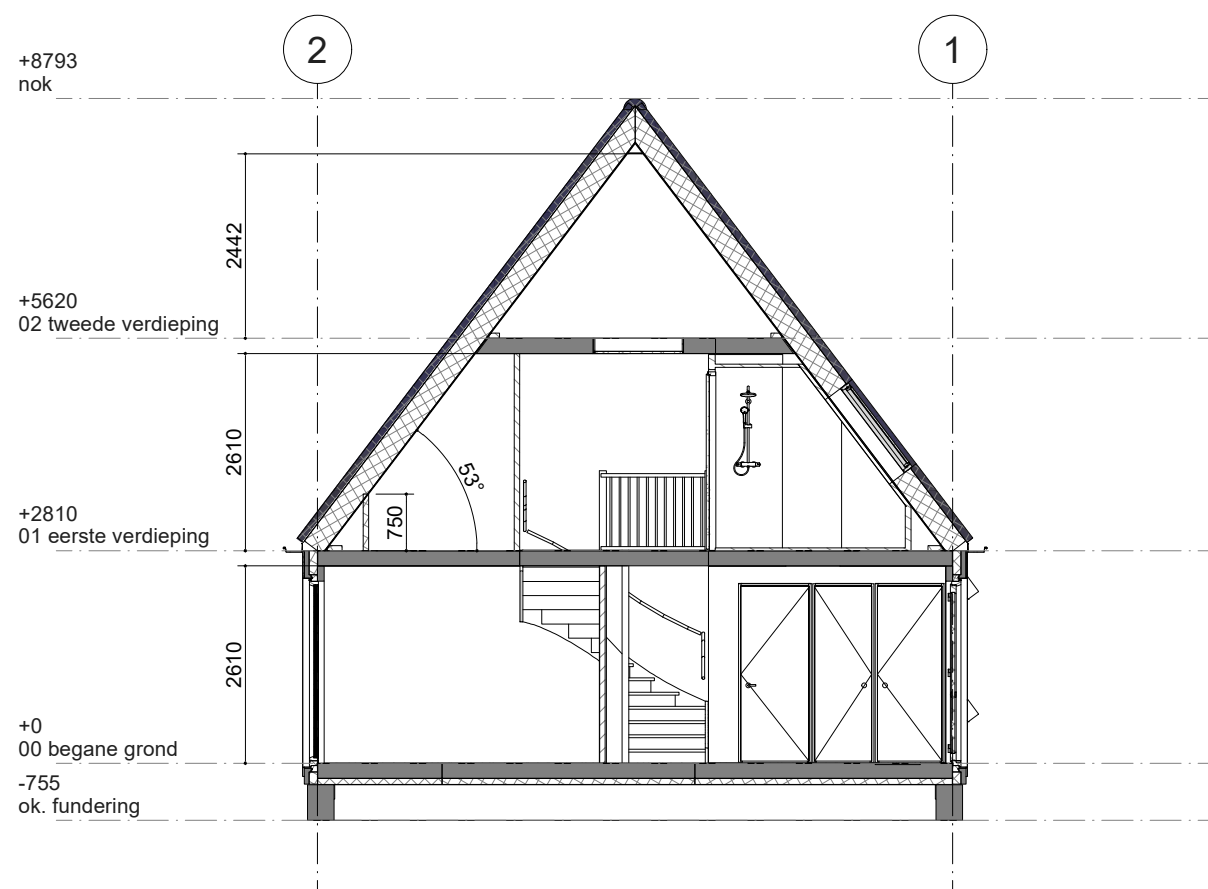 2
1
+8793
nok
2442
+5620
02 tweede verdieping
2610
53°
750
+2810
01 eerste verdieping
2610
+0
00 begane grond
-755
ok. fundering